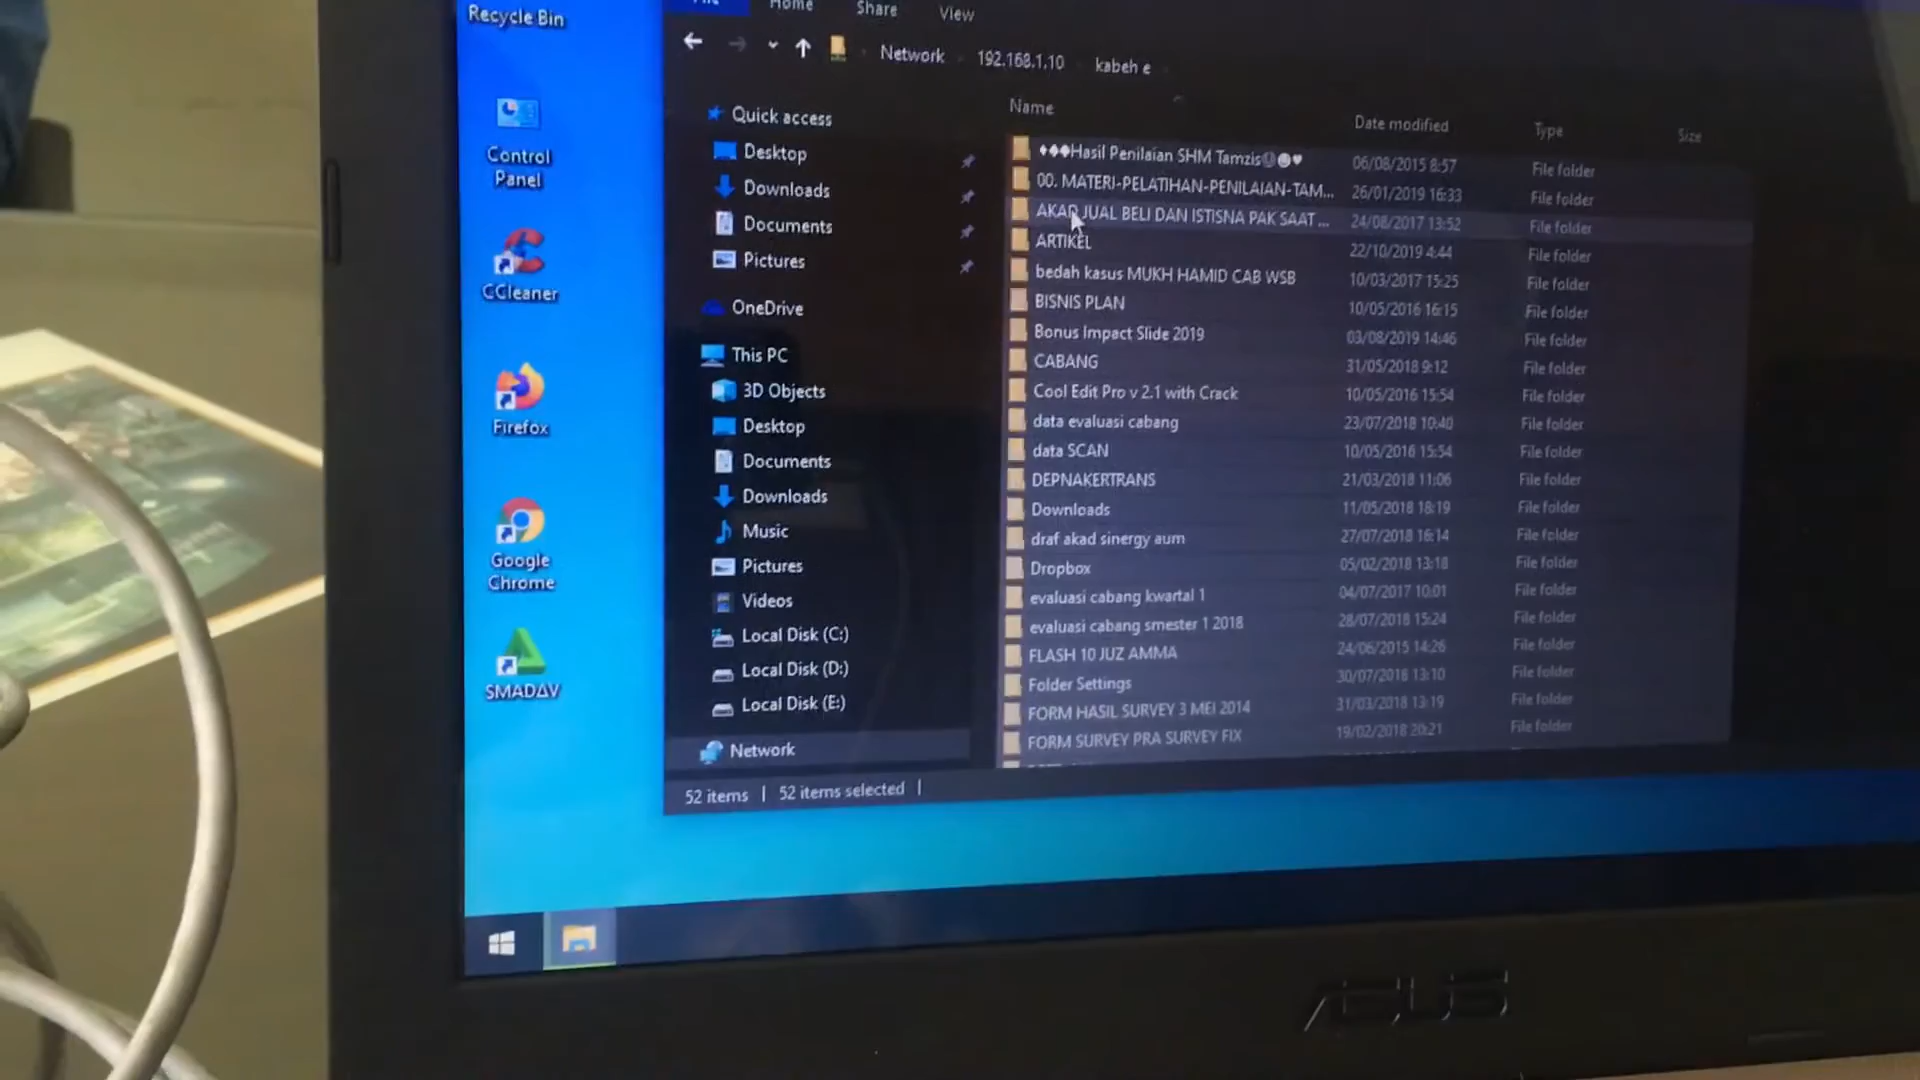 Recycle Bin
Control
Panel
CCleaner
Firefox
Google
Chrome
SMADΔV
Home Share View
Network 192.168.1.10 kabeh e
Quick access
Desktop
Downloads
Documents
Pictures
OneDrive
This PC
3D Objects
Desktop
Documents
Downloads
Music
Pictures
Videos
Local Disk (C:)
Local Disk (D:)
Local Disk (E:)
Network
Name Date modified Type Size
♦♦♦Hasil Penilaian SHM Tamzis☺☻♥ 06/08/2015 8:57 File folder
00. MATERI-PELATIHAN-PENILAIAN-TAM... 26/01/2019 16:33 File folder
AKAD JUAL BELI DAN ISTISNA PAK SAAT ... 24/08/2017 13:52 File folder
ARTIKEL 22/10/2019 4:44 File folder
bedah kasus MUKH HAMID CAB WSB 10/03/2017 15:25 File folder
BISNIS PLAN 10/05/2016 16:15 File folder
Bonus Impact Slide 2019 03/08/2019 14:46 File folder
CABANG 31/05/2018 9:12 File folder
Cool Edit Pro v 2.1 with Crack 10/05/2016 15:54 File folder
data evaluasi cabang 23/07/2018 10:40 File folder
data SCAN 10/05/2016 15:54 File folder
DEPNAKERTRANS 21/03/2018 11:06 File folder
Downloads 11/05/2018 18:19 File folder
draf akad sinergy aum 27/07/2018 16:14 File folder
Dropbox 05/02/2018 13:18 File folder
evaluasi cabang kwartal 1 04/07/2017 10:01 File folder
evaluasi cabang smester 1 2018 28/07/2018 15:24 File folder
FLASH 10 JUZ AMMA 24/06/2015 14:26 File folder
Folder Settings 30/07/2018 13:10 File folder
FORM HASIL SURVEY 3 MEI 2014 31/03/2018 13:19 File folder
FORM SURVEY PRA SURVEY FIX 19/02/2018 20:21 File folder
52 items | 52 items selected |
ASUS